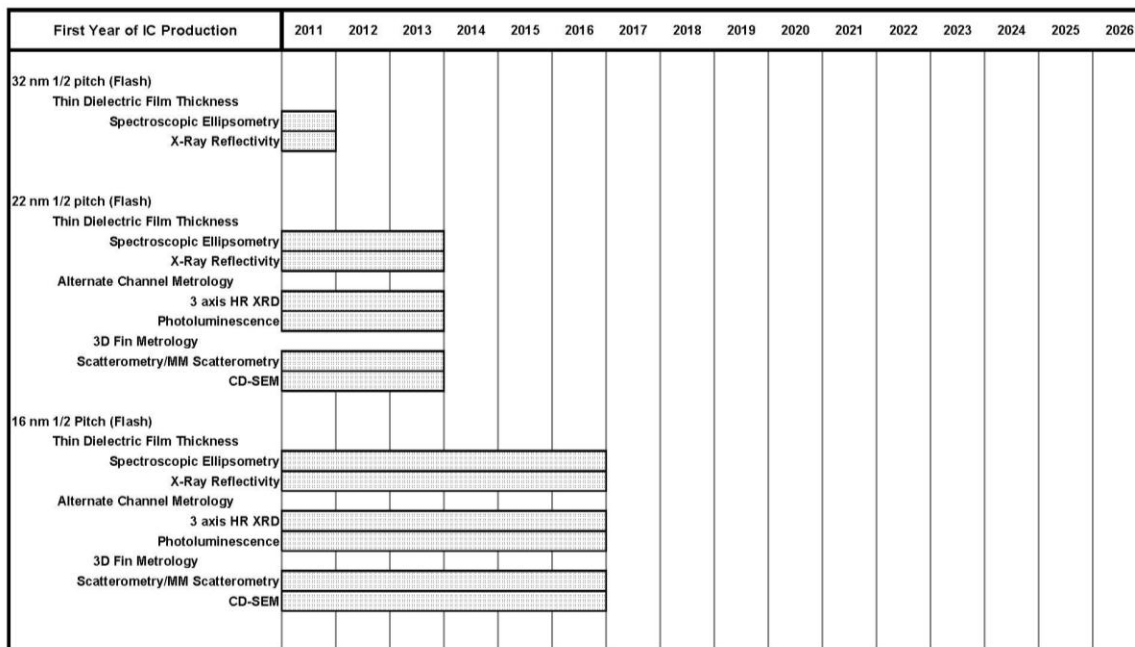 First Year of IC Production 2011 2012 2013 2014 2015 2016 2017 2018 2019 2020 2021 2022 2023 2024 2025 2026
32 nm 1/2 pitch (Flash)
Thin Dielectric Film Thickness
Spectroscopic Ellipsometry
X-Ray Reflectivity
22 nm 1/2 pitch (Flash)
Thin Dielectric Film Thickness
Spectroscopic Ellipsometry
X-Ray Reflectivity
Alternate Channel Metrology
3 axis HR XRD
Photoluminescence
3D Fin Metrology
Scatterometry/MM Scatterometry
CD-SEM
16 nm 1/2 Pitch (Flash)
Thin Dielectric Film Thickness
Spectroscopic Ellipsometry
X-Ray Reflectivity
Alternate Channel Metrology
3 axis HR XRD
Photoluminescence
3D Fin Metrology
Scatterometry/MM Scatterometry
CD-SEM